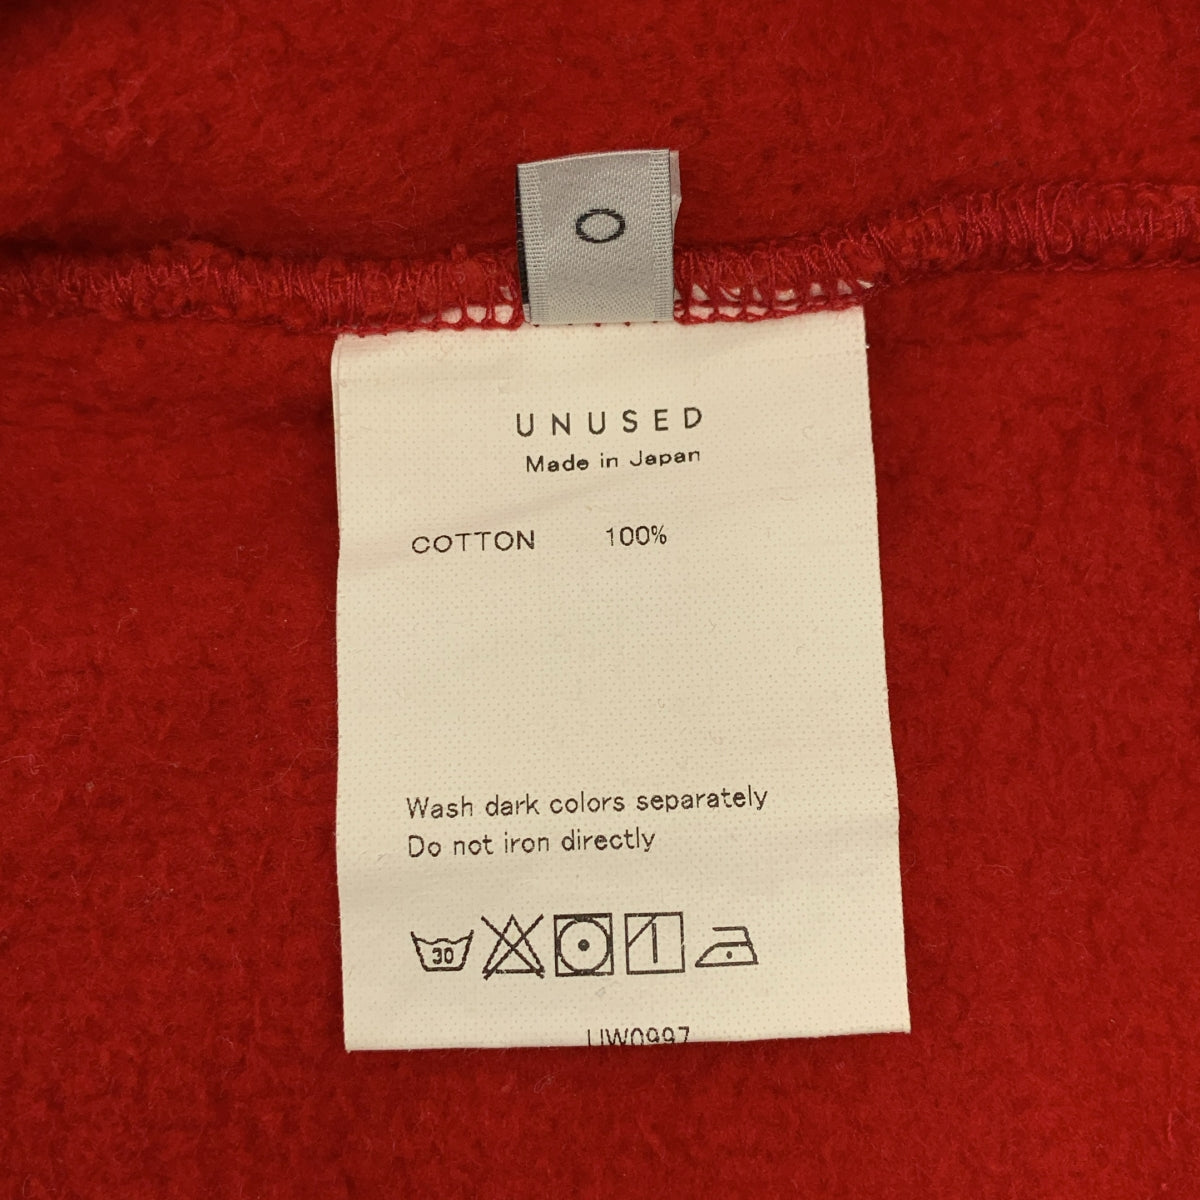 0
UNUSED
Made in Japan
COTTON 100%
Wash dark colors separately
Do not iron directly
30
UW0997